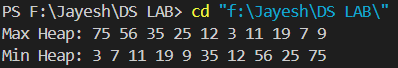 PS F:\Jayesh\DS LAB> cd "f:\Jayesh\DS LAB\"
Max Heap: 75 56 35 25 12 3 11 19 7 9
Min Heap: 3 7 11 19 9 35 12 56 25 75